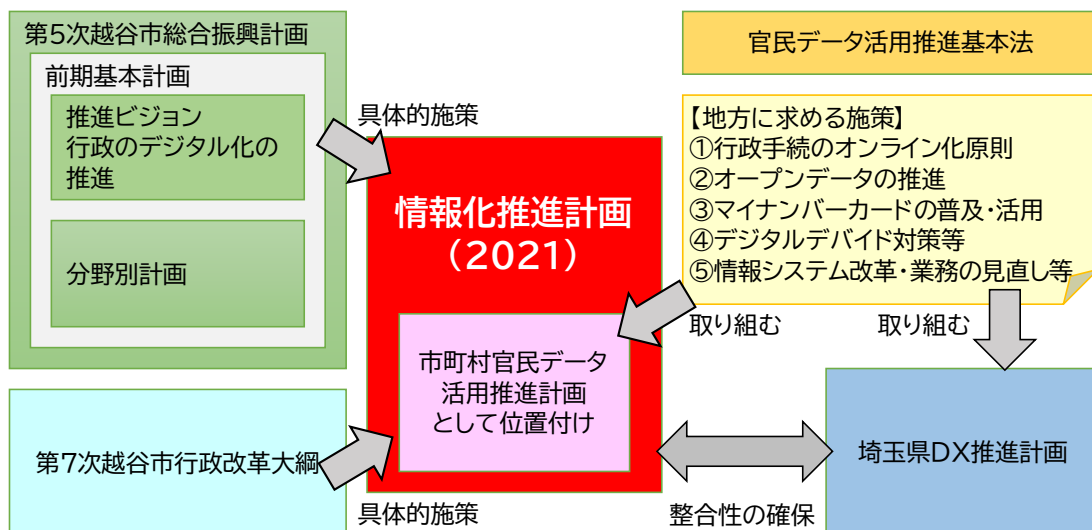 第5次越谷市総合振興計画
前期基本計画
推進ビジョン
行政のデジタル化の
推進
分野別計画
第7次越谷市行政改革大綱
具体的施策
情報化推進計画
(2021)
市町村官民データ
活用推進計画
として位置付け
具体的施策
官民データ活用推進基本法
【地方に求める施策】
①行政手続のオンライン化原則
②オープンデータの推進
③マイナンバーカードの普及・活用
④デジタルデバイド対策等
⑤情報システム改革・業務の見直し等
取り組む
取り組む
埼玉県DX推進計画
整合性の確保